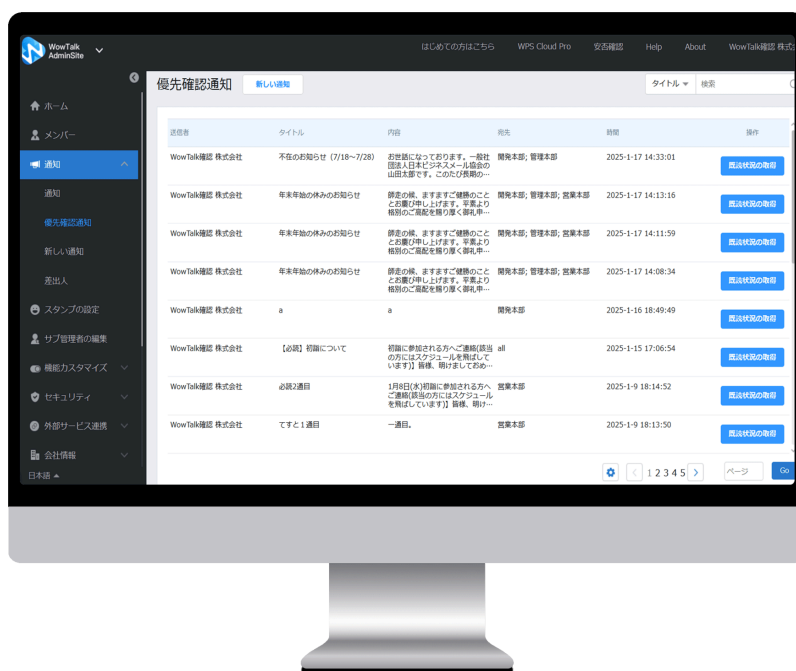 WowTalk
AdminSite
はじめての方はこちら WPS Cloud Pro 安否確認 Help About WowTalk確認 株式会
優先確認通知 新しい通知 タイトル 検索
ホーム
メンバー
通知
通知
優先確認通知
新しい通知
差出人
スタンプの設定
サブ管理者の編集
機能カスタマイズ
セキュリティ
外部サービス連携
会社情報
日本語
送信者 タイトル 内容 宛先 時間 操作
WowTalk確認 株式会社 不在のお知らせ (7/18～7/28) お世話になっております。一般社 開発本部; 管理本部 2025-1-17 14:33:01 既読状況の取得
団法人日本ビジネスメール協会の
山田太郎です。このたび長期の…
WowTalk確認 株式会社 年末年始の休みのお知らせ 師走の候、ますますご健勝のこと 開発本部; 管理本部; 営業本部 2025-1-17 14:13:16 既読状況の取得
とお慶び申し上げます。平素より
格別のご高配を賜り厚く御礼申…
WowTalk確認 株式会社 年末年始の休みのお知らせ 師走の候、ますますご健勝のこと 開発本部; 管理本部; 営業本部 2025-1-17 14:11:59 既読状況の取得
とお慶び申し上げます。平素より
格別のご高配を賜り厚く御礼申…
WowTalk確認 株式会社 年末年始の休みのお知らせ 師走の候、ますますご健勝のこと 開発本部; 管理本部; 営業本部 2025-1-17 14:08:34 既読状況の取得
とお慶び申し上げます。平素より
格別のご高配を賜り厚く御礼申…
WowTalk確認 株式会社 a a 開発本部 2025-1-16 18:49:49 既読状況の取得
WowTalk確認 株式会社 【必読】初詣について 初詣に参加される方へご連絡(該当 all 2025-1-15 17:06:54 既読状況の取得
の方にはスケジュールを飛ばして
います)】皆様、明けましておめ…
WowTalk確認 株式会社 必読2通目 1月8日(水)初詣に参加される方へ 営業本部 2025-1-9 18:14:52 既読状況の取得
ご連絡(該当の方にはスケジュール
を飛ばしています)】皆様、明け…
WowTalk確認 株式会社 てすと１通目 一通目。 営業本部 2025-1-9 18:13:50 既読状況の取得
1 2 3 4 5 ページ Go